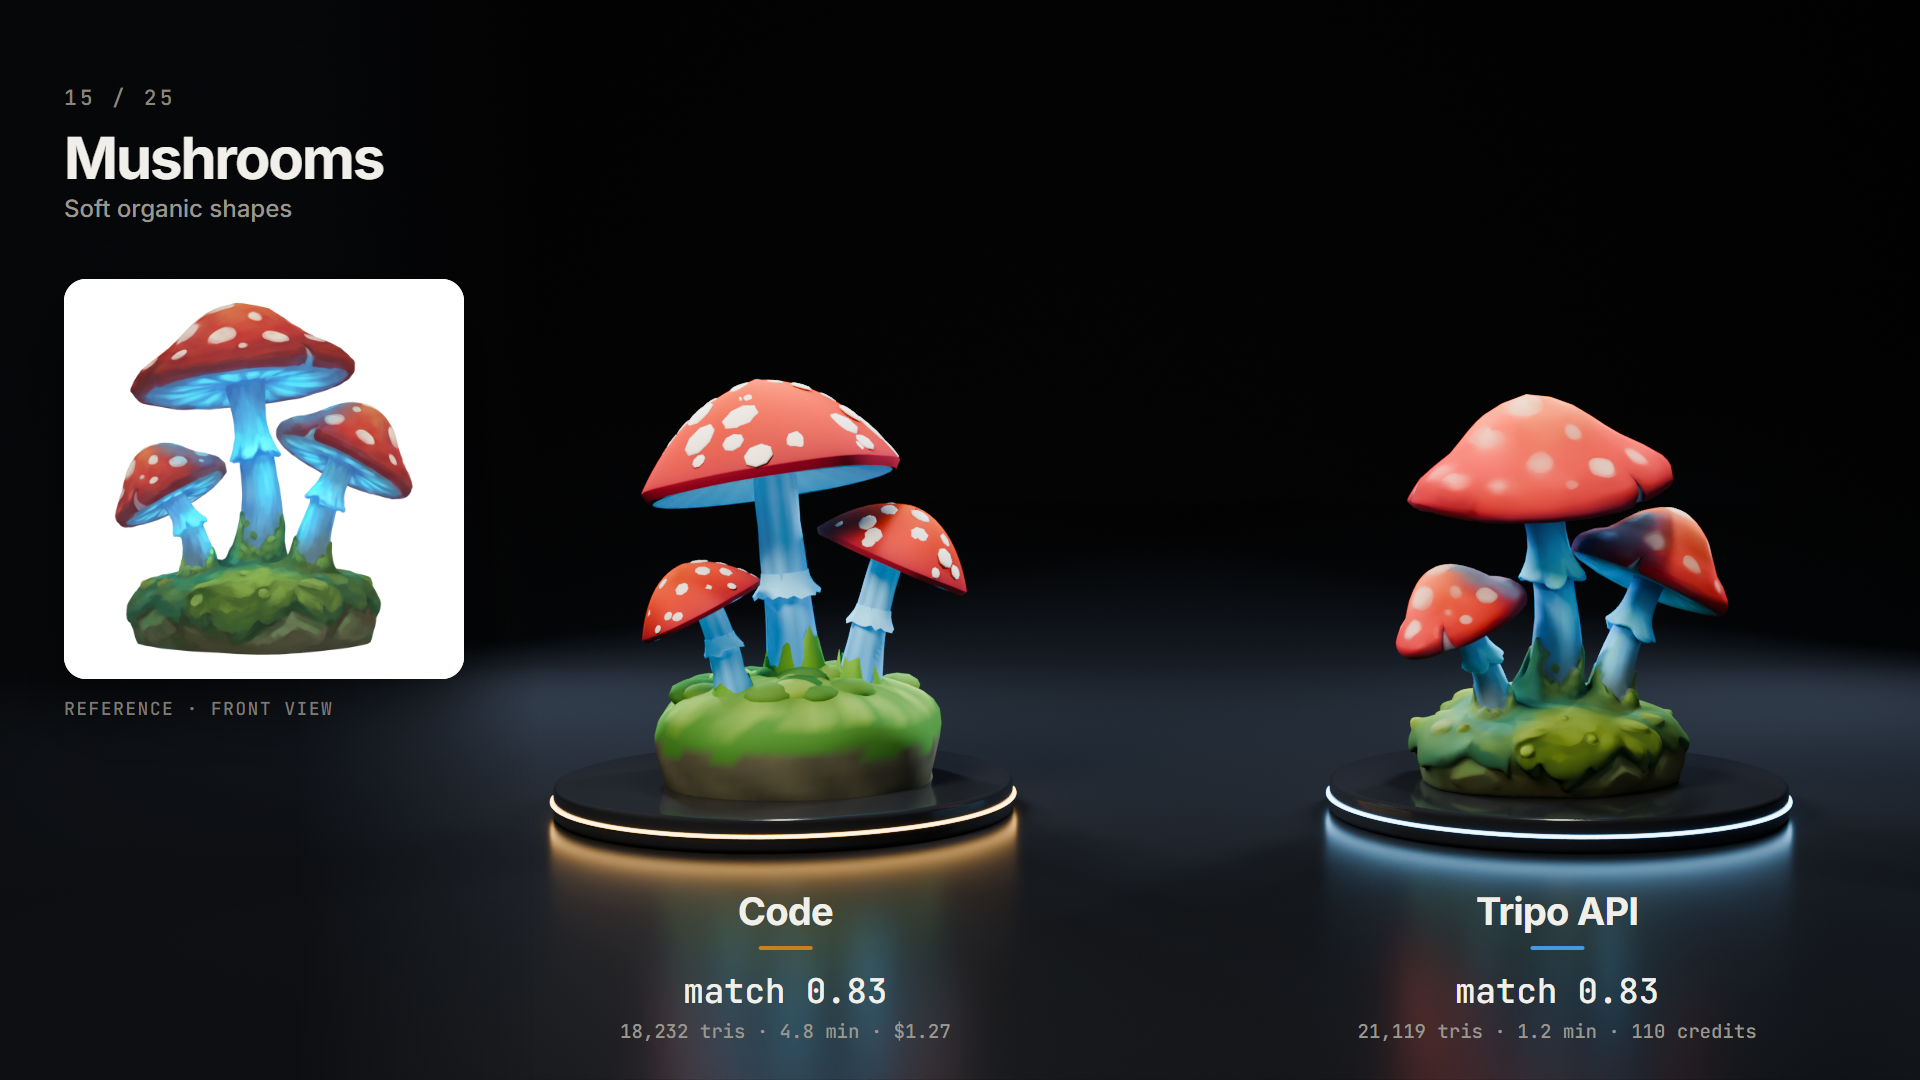 15 / 25
Mushrooms
Soft organic shapes
REFERENCE · FRONT VIEW
Code
match 0.83
18,232 tris · 4.8 min · $1.27
Tripo API
match 0.83
21,119 tris · 1.2 min · 110 credits